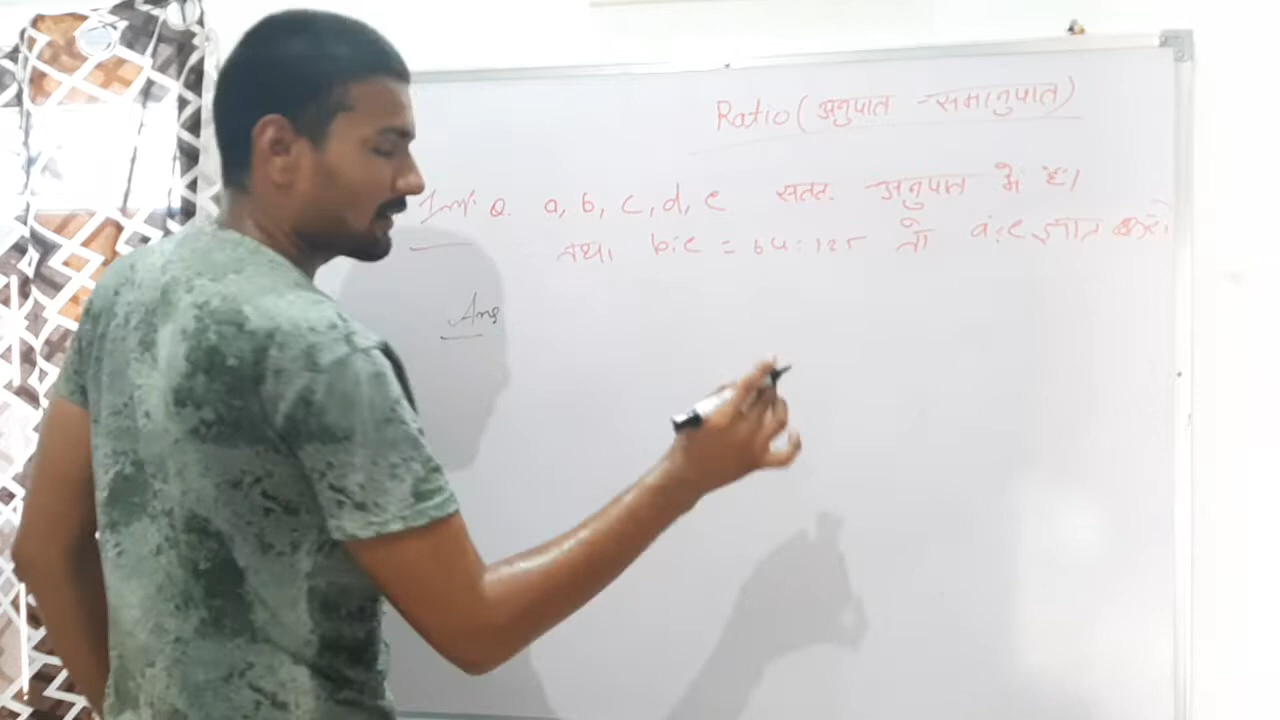 Ratio (अनुपात - समानुपात)
Imp. Q. a, b, c, d, e सतत. अनुपात में हैं।
तथा b:e = 64:125 तो a:e ज्ञात करो
Ans